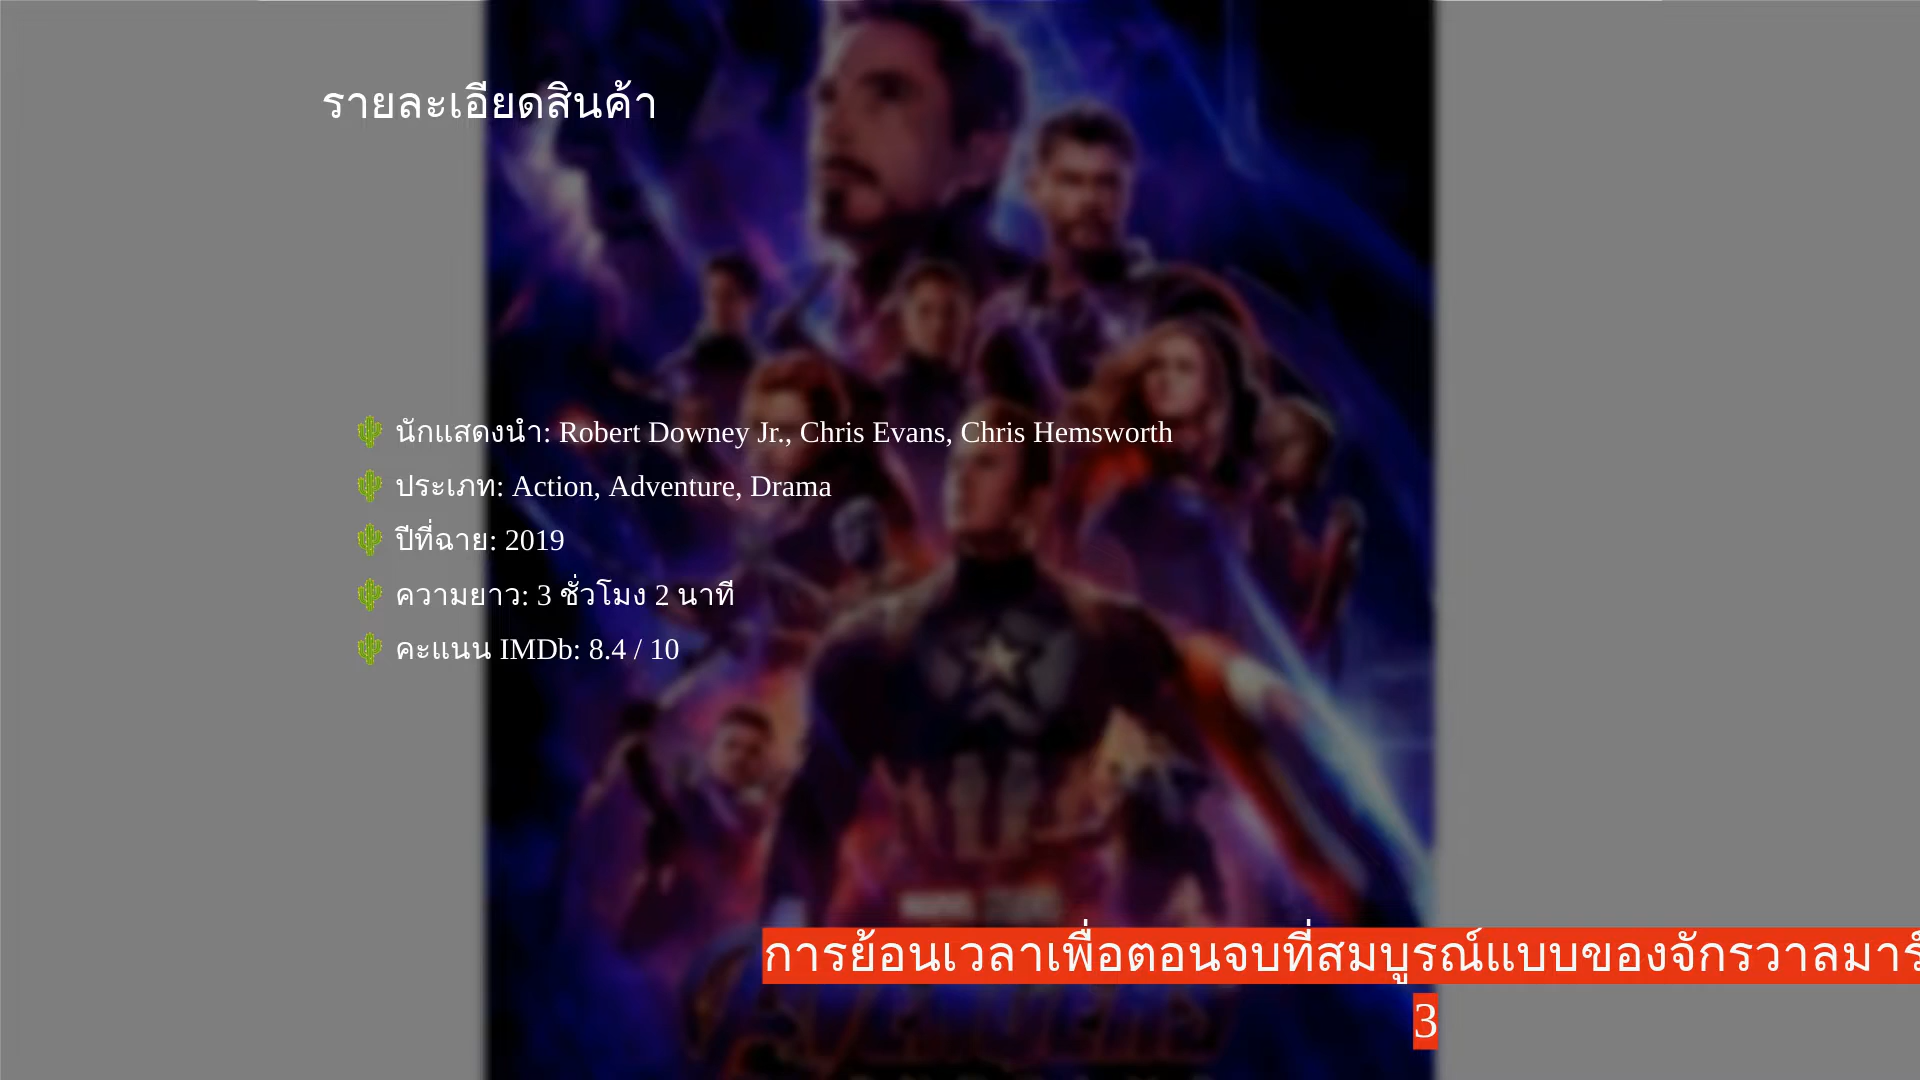 รายละเอียดสินค้า
🌵 นักแสดงนำ: Robert Downey Jr., Chris Evans, Chris Hemsworth
🌵 ประเภท: Action, Adventure, Drama
🌵 ปีที่ฉาย: 2019
🌵 ความยาว: 3 ชั่วโมง 2 นาที
🌵 คะแนน IMDb: 8.4 / 10
MARVEL STUDIOS
การย้อนเวลาเพื่อตอนจบที่สมบูรณ์แบบของจักรวาลมาร
3